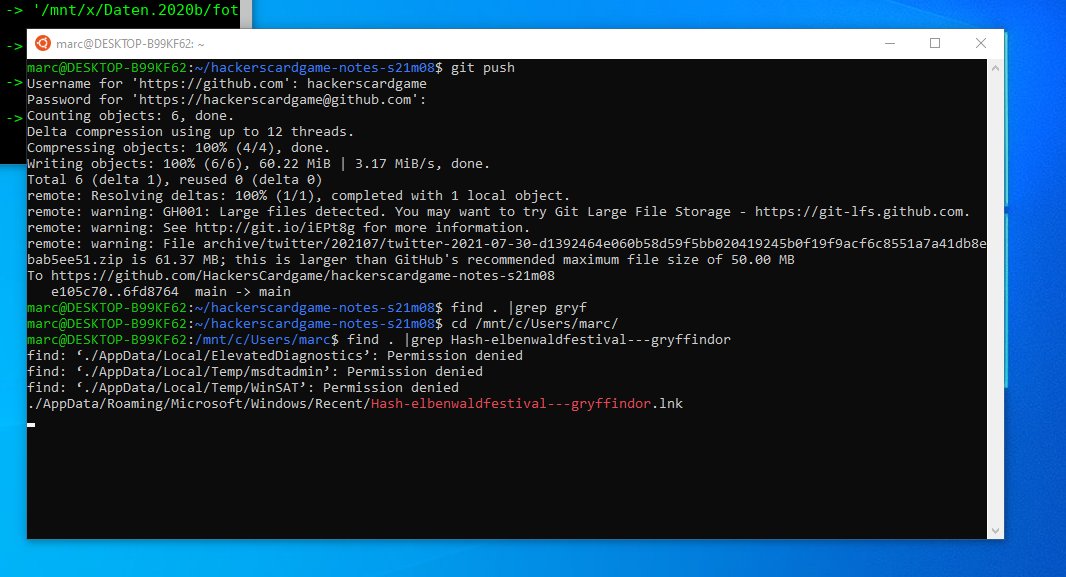 -> '/mnt/x/Daten.2020b/fot
->
->
->
marc@DESKTOP-B99KF62: ~
marc@DESKTOP-B99KF62:~/hackerscardgame-notes-s21m08$ git push
Username for 'https://github.com': hackerscardgame
Password for 'https://hackerscardgame@github.com':
Counting objects: 6, done.
Delta compression using up to 12 threads.
Compressing objects: 100% (4/4), done.
Writing objects: 100% (6/6), 60.22 MiB | 3.17 MiB/s, done.
Total 6 (delta 1), reused 0 (delta 0)
remote: Resolving deltas: 100% (1/1), completed with 1 local object.
remote: warning: GH001: Large files detected. You may want to try Git Large File Storage - https://git-lfs.github.com.
remote: warning: See http://git.io/iEPt8g for more information.
remote: warning: File archive/twitter/202107/twitter-2021-07-30-d1392464e060b58d59f5bb020419245b0f19f9acf6c8551a7a41db8e
bab5ee51.zip is 61.37 MB; this is larger than GitHub's recommended maximum file size of 50.00 MB
To https://github.com/HackersCardgame/hackerscardgame-notes-s21m08
   e105c70..6fd8764  main -> main
marc@DESKTOP-B99KF62:~/hackerscardgame-notes-s21m08$ find . |grep gryf
marc@DESKTOP-B99KF62:~/hackerscardgame-notes-s21m08$ cd /mnt/c/Users/marc/
marc@DESKTOP-B99KF62:/mnt/c/Users/marc$ find . |grep Hash-elbenwaldfestival---gryffindor
find: ‘./AppData/Local/ElevatedDiagnostics’: Permission denied
find: ‘./AppData/Local/Temp/msdtadmin’: Permission denied
find: ‘./AppData/Local/Temp/WinSAT’: Permission denied
./AppData/Roaming/Microsoft/Windows/Recent/Hash-elbenwaldfestival---gryffindor.lnk